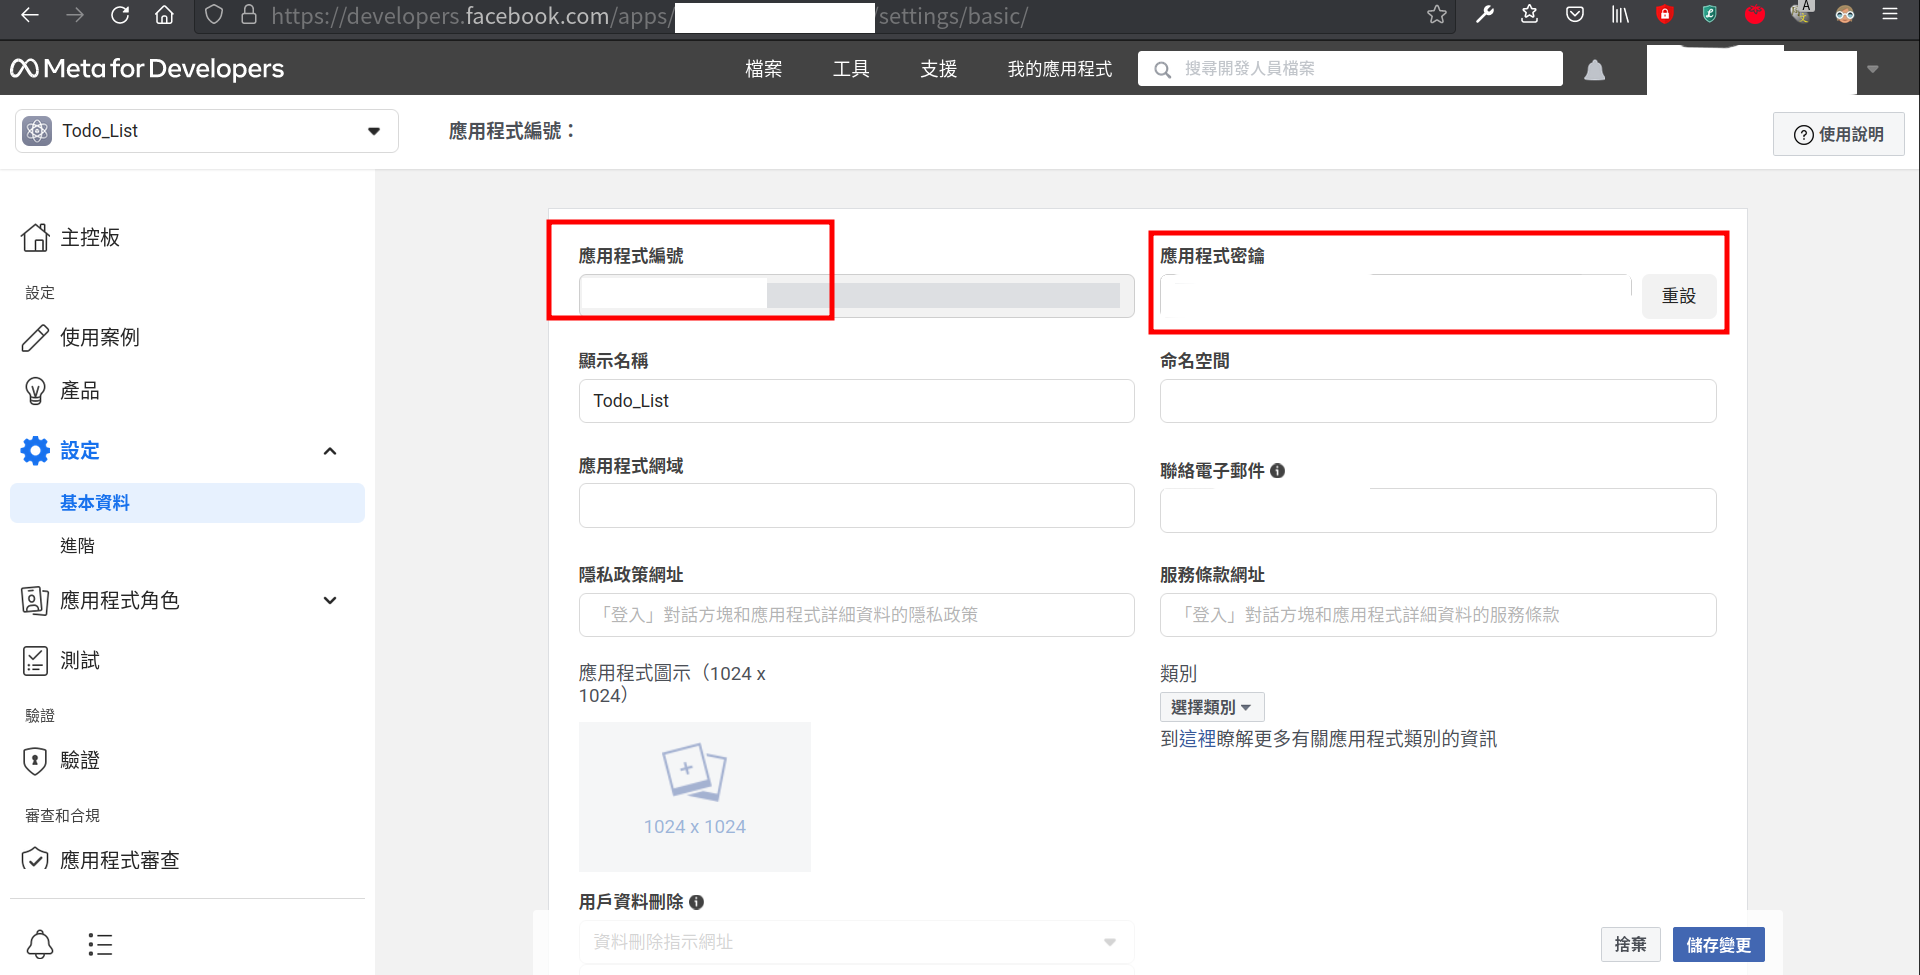 https://developers.facebook.com/apps/ /settings/basic/
Meta for Developers
檔案
工具
支援
我的應用程式
搜尋開發人員檔案
Todo_List
應用程式編號：
使用說明
主控板
設定
使用案例
產品
設定
基本資料
進階
應用程式角色
測試
驗證
驗證
審查和合規
應用程式審查
應用程式編號
應用程式密鑰
重設
顯示名稱
命名空間
Todo_List
應用程式網域
聯絡電子郵件
隱私政策網址
服務條款網址
「登入」對話方塊和應用程式詳細資料的隱私政策
「登入」對話方塊和應用程式詳細資料的服務條款
應用程式圖示（1024 x
1024）
類別
選擇類別
到這裡瞭解更多有關應用程式類別的資訊
1024 x 1024
用戶資料刪除
資料刪除指示網址
捨棄
儲存變更